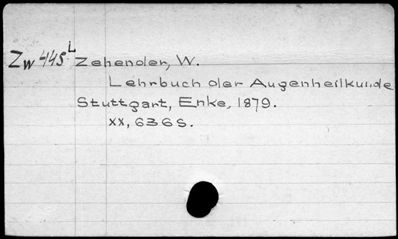 Zw 445 L Zehender, W.
Lehrbuch der Augenheilkunde
Stuttgart, Enke, 1879.
xx, 636 S.